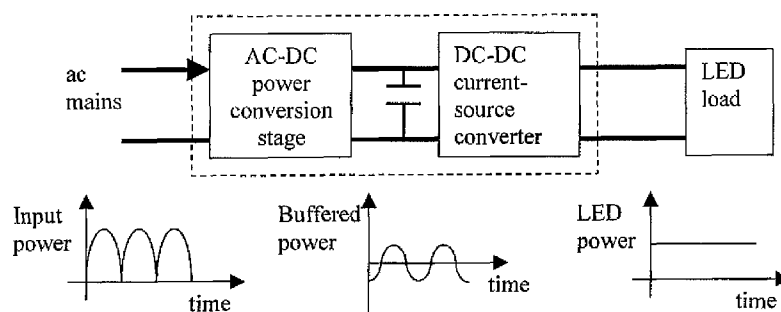 ac
mains
AC-DC
power
conversion
stage
DC-DC
current-
source
converter
LED
load
Input
power
time
Buffered
power
time
LED
power
time